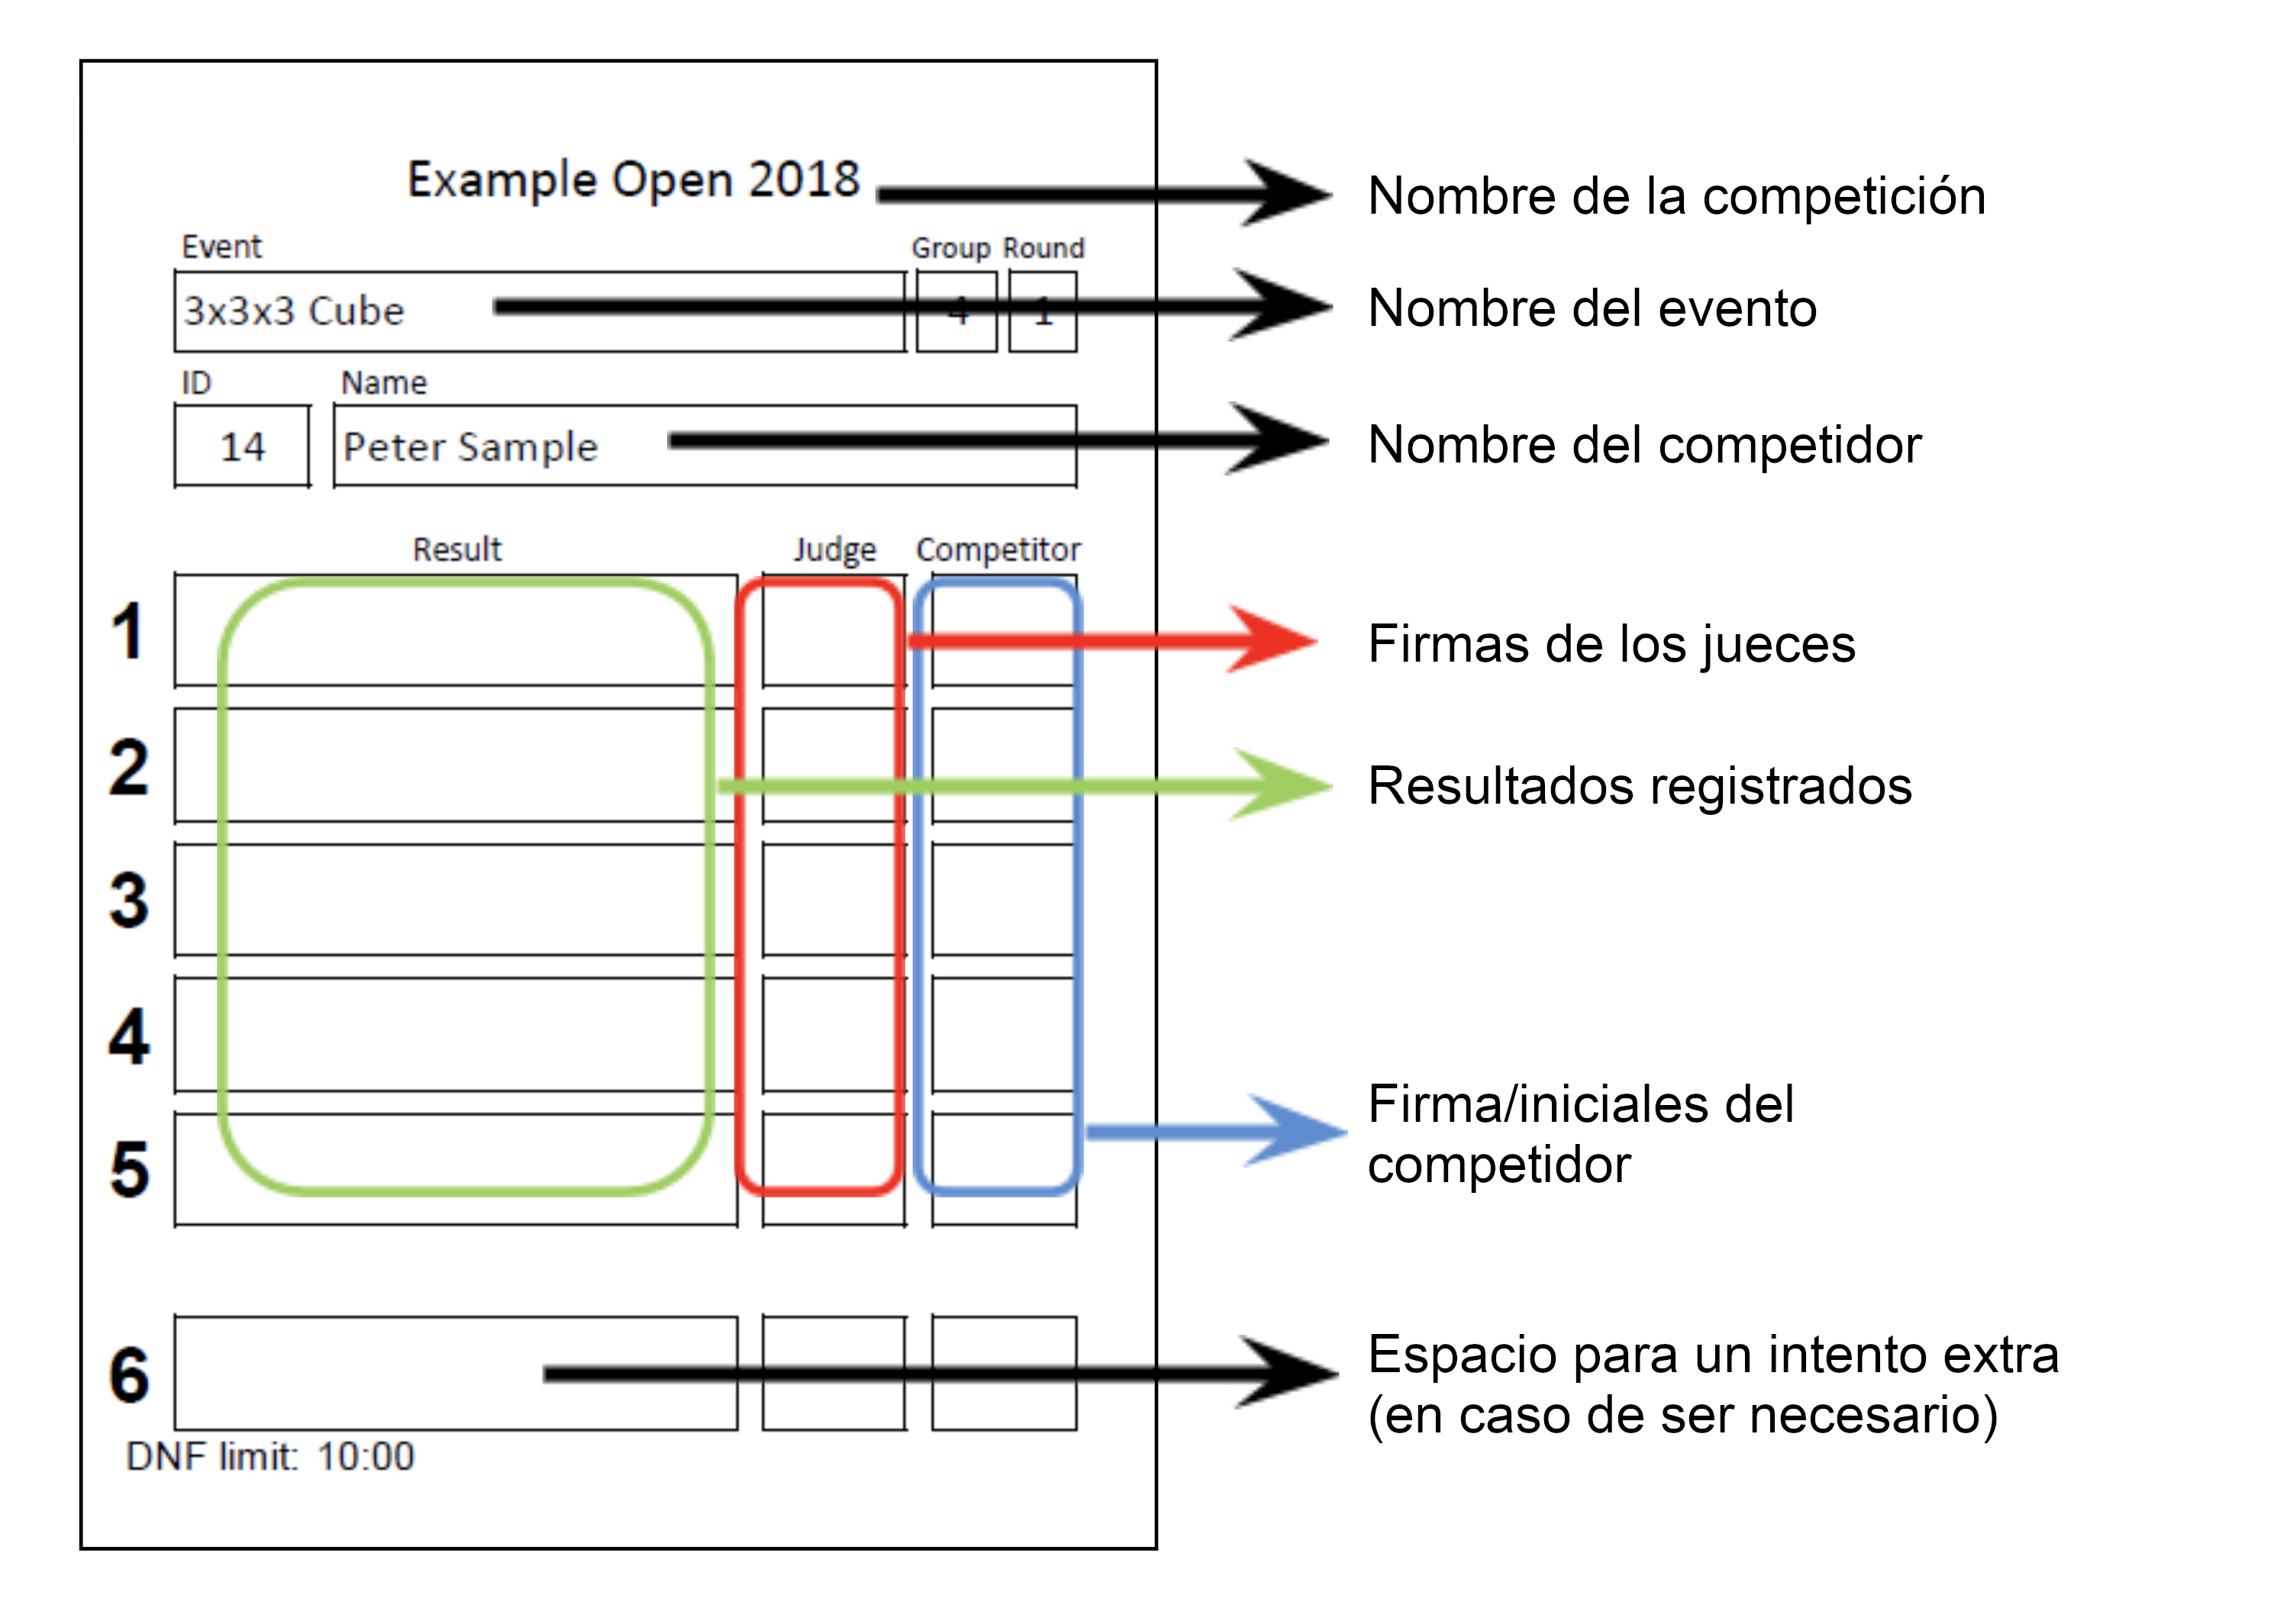 Example Open 2018
Nombre de la competición
Event
Group
Round
3x3x3 Cube
4
1
Nombre del evento
ID
Name
14
Peter Sample
Nombre del competidor
Result
Judge
Competitor
1
Firmas de los jueces
2
Resultados registrados
3
4
5
Firma/iniciales del
competidor
6
Espacio para un intento extra
(en caso de ser necesario)
DNF limit: 10:00